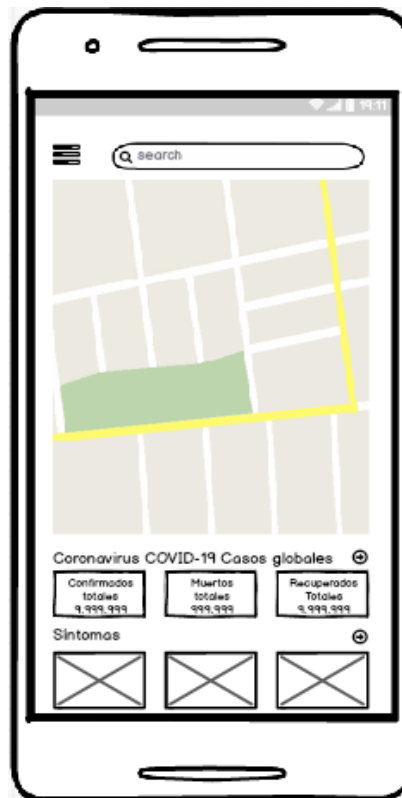 19:11
search
Coronavirus COVID-19 Casos globales
Confirmados
totales
9.999.999
Muertos
totales
999.999
Recuperados
Totales
9.999.999
Síntomas